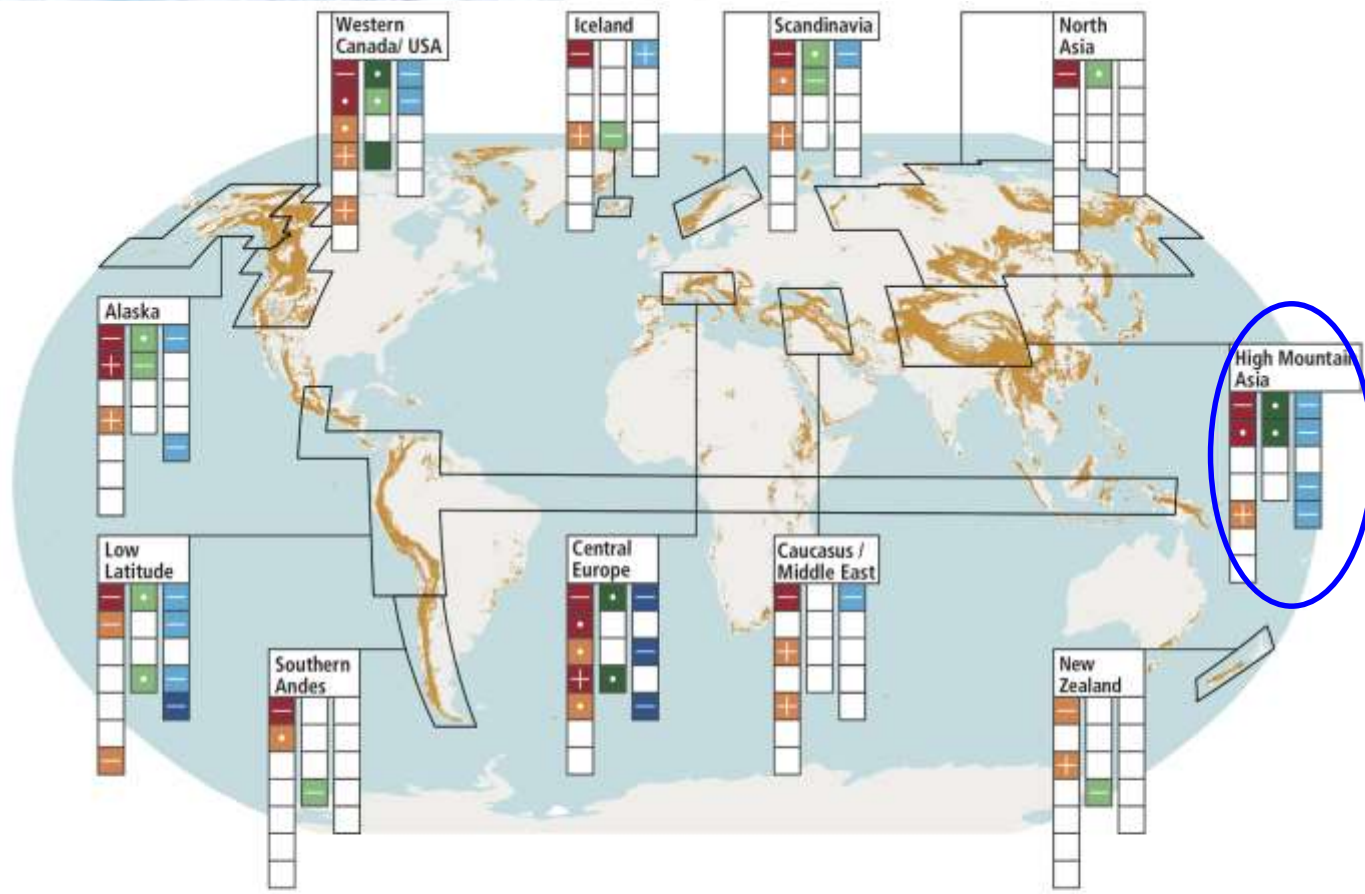 Western
Canada/ USA
Iceland
Scandinavia
North
Asia
Alaska
High Mountain
Asia
Low
Latitude
Central
Europe
Caucasus /
Middle East
Southern
Andes
New
Zealand